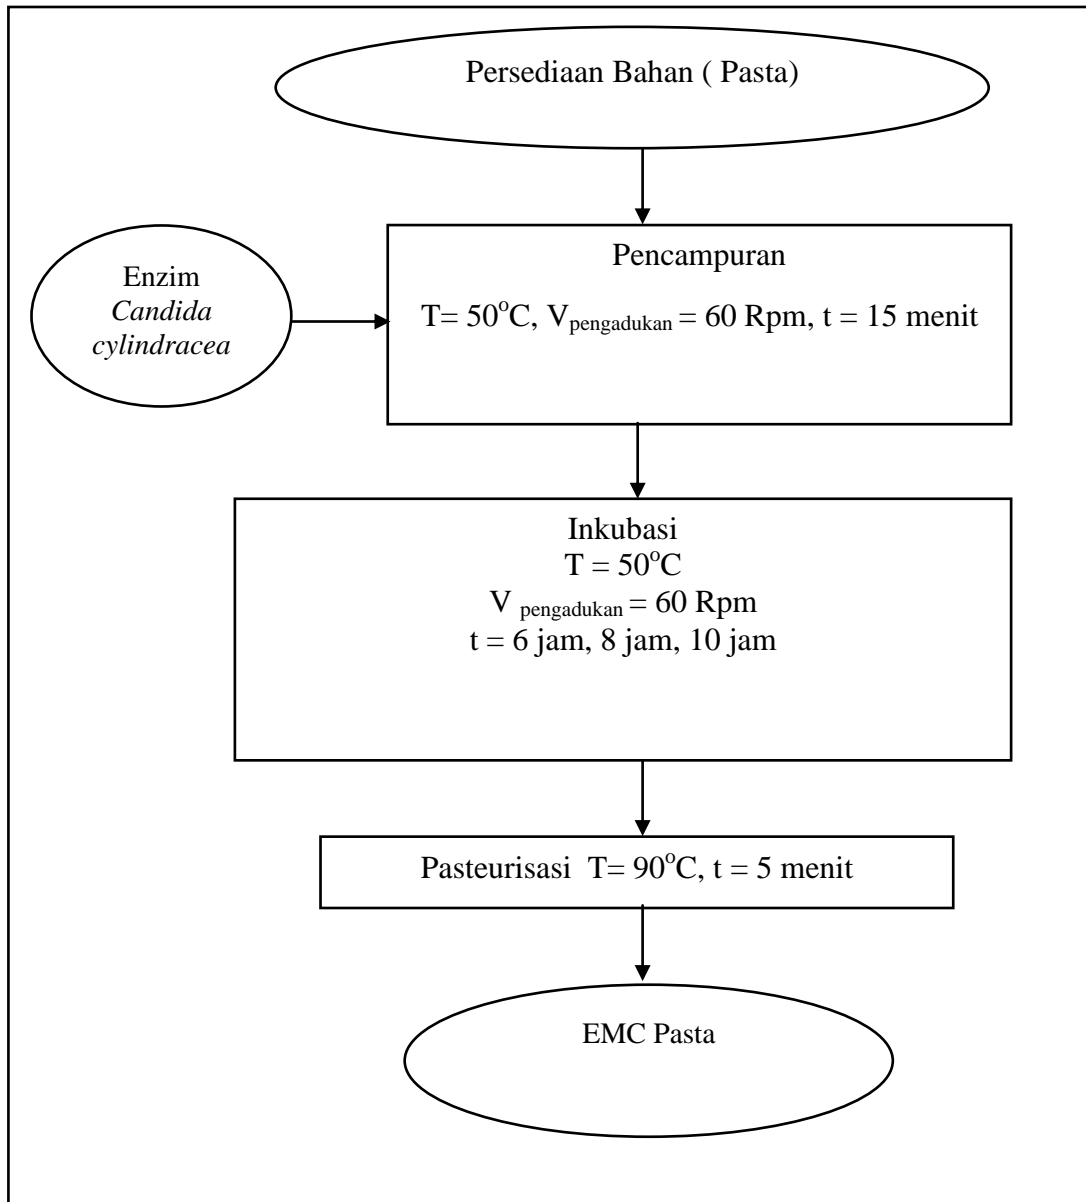 Persediaan Bahan ( Pasta)
Enzim
Candida
cylindracea
Pencampuran
T= 50°C, Vpengadukan = 60 Rpm, t = 15 menit
Inkubasi
T = 50°C
V pengadukan = 60 Rpm
t = 6 jam, 8 jam, 10 jam
Pasteurisasi T= 90°C, t = 5 menit
EMC Pasta